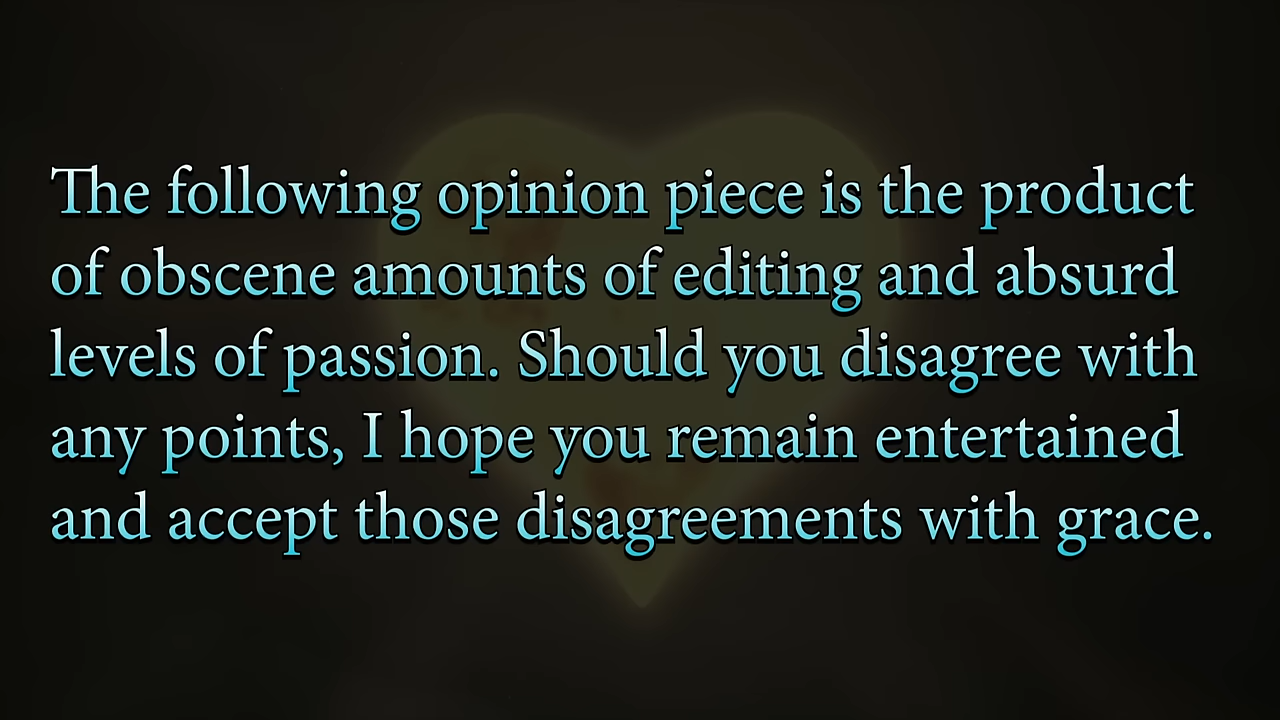 The following opinion piece is the product
of obscene amounts of editing and absurd
levels of passion. Should you disagree with
any points, I hope you remain entertained
and accept those disagreements with grace.